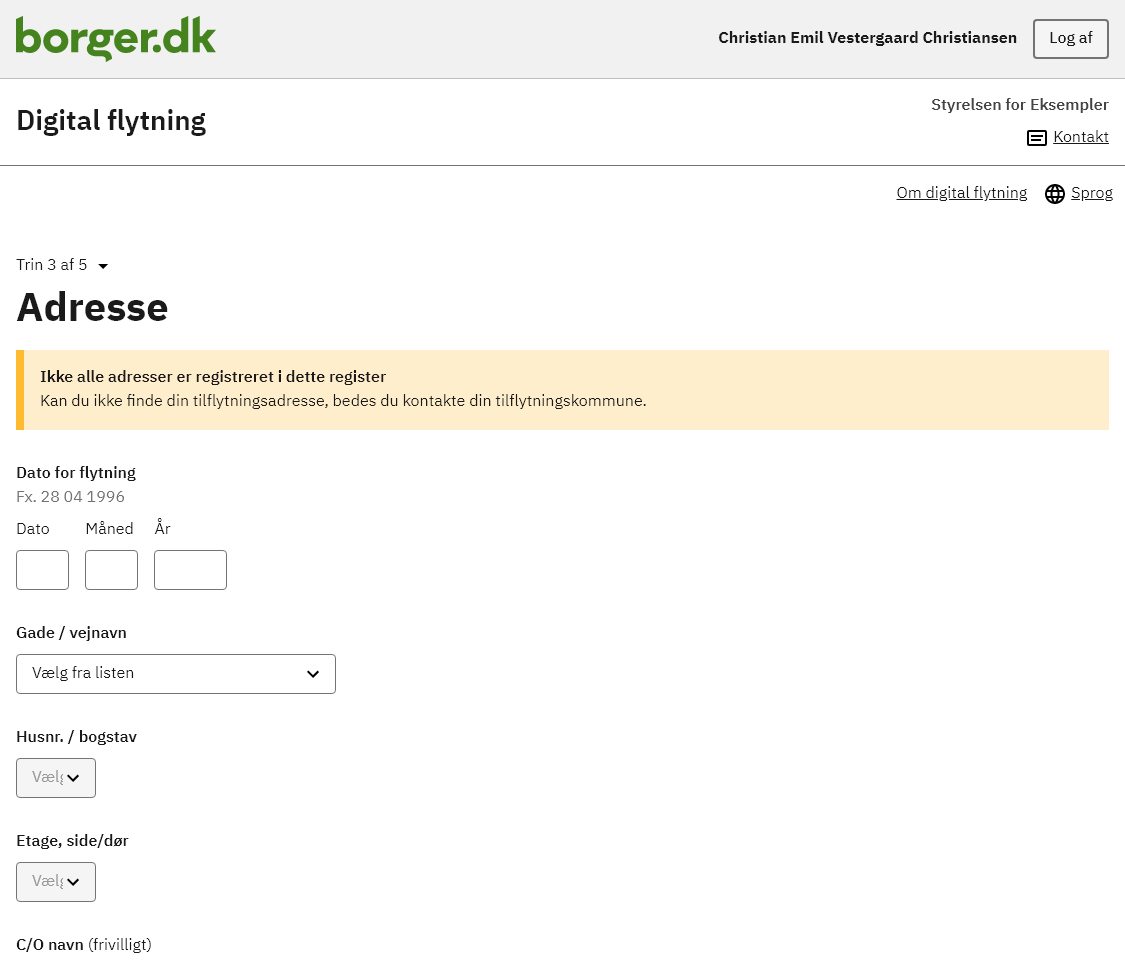 borger.dk
Christian Emil Vestergaard Christiansen
Log af
Digital flytning
Styrelsen for Eksempler
Kontakt
Om digital flytning
Sprog
Trin 3 af 5
Adresse
Ikke alle adresser er registreret i dette register
Kan du ikke finde din tilflytningsadresse, bedes du kontakte din tilflytningskommune.
Dato for flytning
Fx. 28 04 1996
Dato Måned År
Gade / vejnavn
Vælg fra listen
Husnr. / bogstav
Vælg
Etage, side/dør
Vælg
C/O navn (frivilligt)